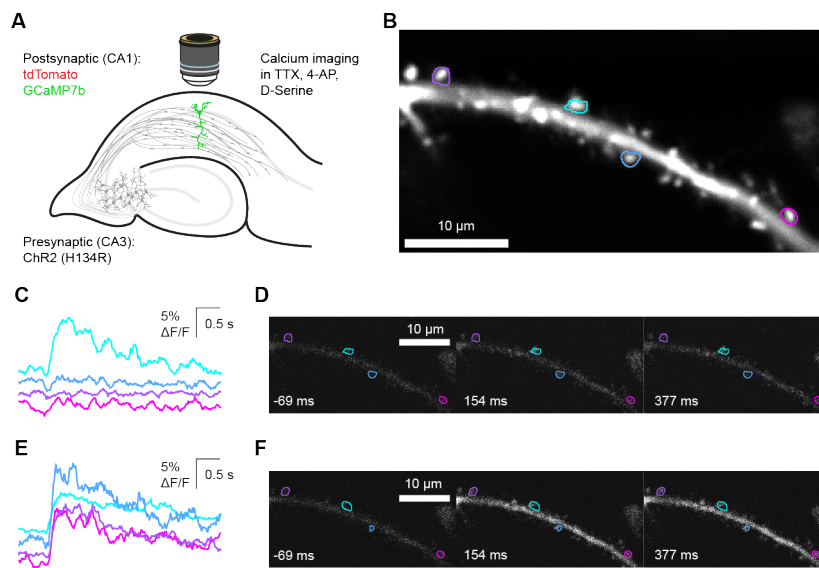 A
Postsynaptic (CA1):
tdTomato
GCaMP7b
Calcium imaging
in TTX, 4-AP,
D-Serine
Presynaptic (CA3):
ChR2 (H134R)
B
10 µm
C
5%
ΔF/F
0.5 s
D
10 µm
-69 ms
154 ms
377 ms
E
5%
ΔF/F
0.5 s
F
10 µm
-69 ms
154 ms
377 ms